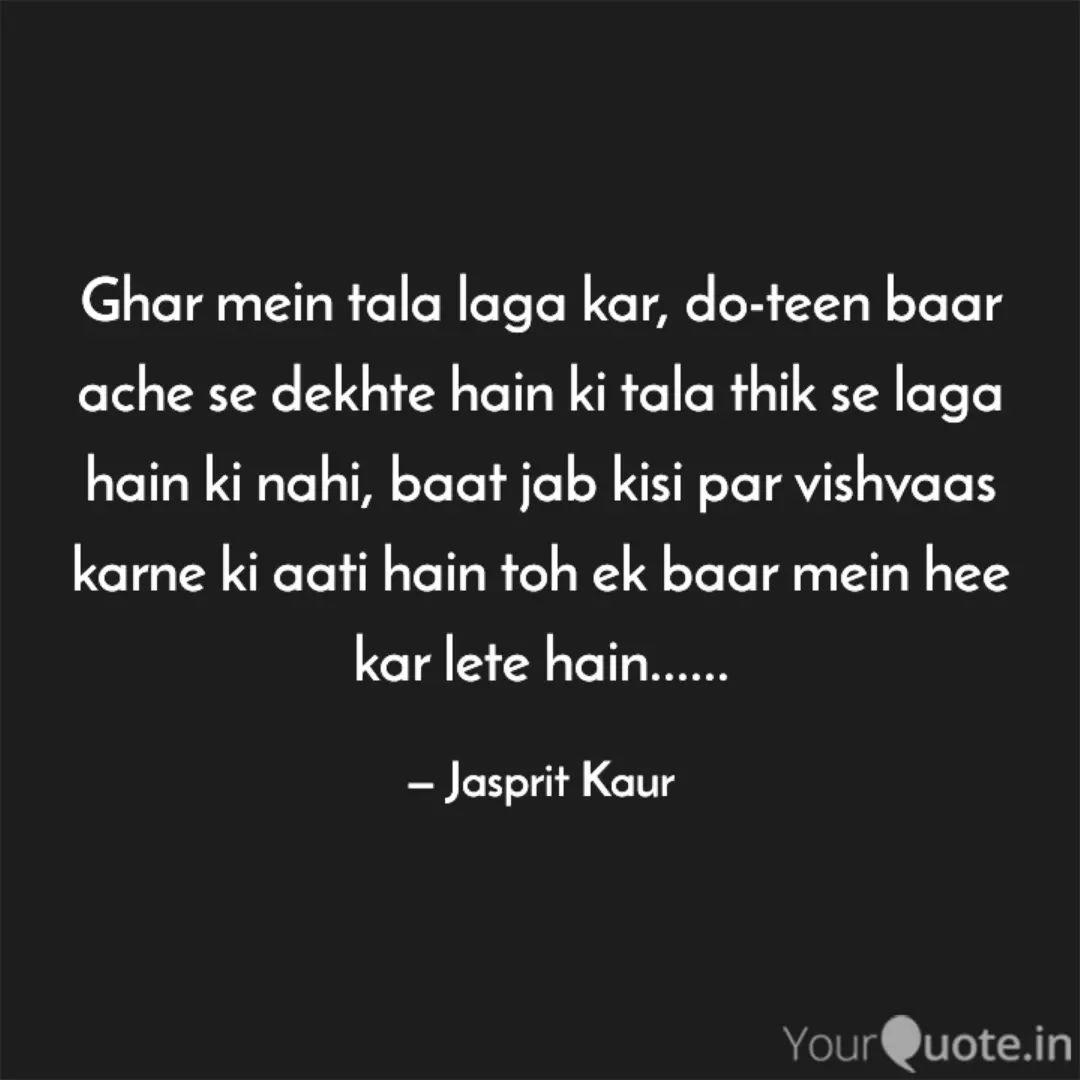 Ghar mein tala laga kar, do-teen baar
ache se dekhte hain ki tala thik se laga
hain ki nahi, baat jab kisi par vishvaas
karne ki aati hain toh ek baar mein hee
kar lete hain......
– Jasprit Kaur
YourQuote.in